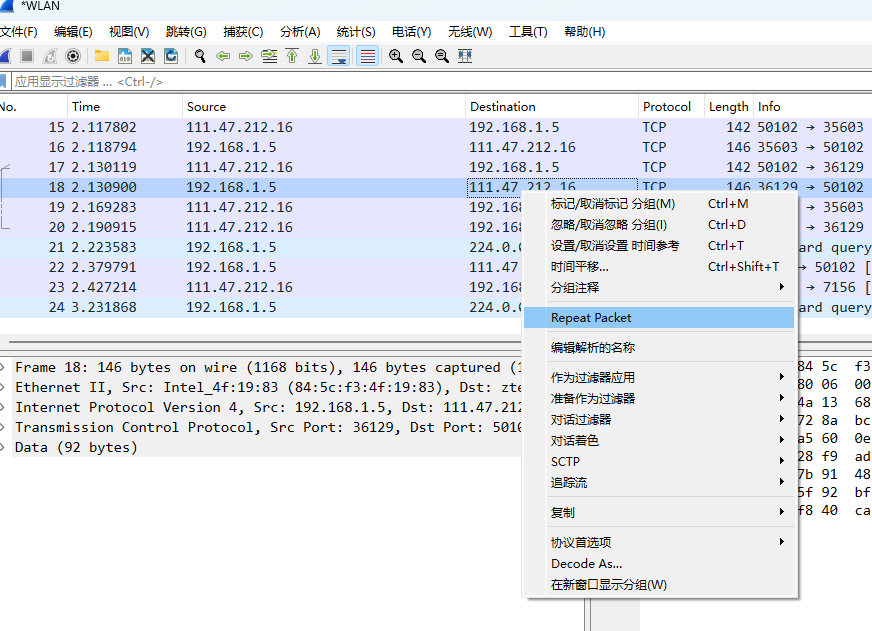 *WLAN
文件(F) 编辑(E) 视图(V) 跳转(G) 捕获(C) 分析(A) 统计(S) 电话(Y) 无线(W) 工具(T) 帮助(H)
应用显示过滤器 … <Ctrl-/>
No. Time Source Destination Protocol Length Info
15 2.117802 111.47.212.16 192.168.1.5 TCP 142 50102 → 35603
16 2.118794 192.168.1.5 111.47.212.16 TCP 146 35603 → 50102
17 2.130119 111.47.212.16 192.168.1.5 TCP 142 50102 → 36129
18 2.130900 192.168.1.5 111.47.212.16 TCP 146 36129 → 50102
19 2.169283 111.47.212.16 192.168 → 35603
20 2.190915 111.47.212.16 192.168 → 36129
21 2.223583 192.168.1.5 224.0.0 ard query
22 2.379791 192.168.1.5 111.47 → 50102 [
23 2.427214 111.47.212.16 192.168 → 7156 [
24 3.231868 192.168.1.5 224.0.0 ard query
标记/取消标记 分组(M) Ctrl+M
忽略/取消忽略 分组(I) Ctrl+D
设置/取消设置 时间参考 Ctrl+T
时间平移... Ctrl+Shift+T
分组注释
Repeat Packet
编辑解析的名称
作为过滤器应用
准备作为过滤器
对话过滤器
对话着色
SCTP
追踪流
复制
协议首选项
Decode As...
在新窗口显示分组(W)
Frame 18: 146 bytes on wire (1168 bits), 146 bytes captured (1
Ethernet II, Src: Intel_4f:19:83 (84:5c:f3:4f:19:83), Dst: zte
Internet Protocol Version 4, Src: 192.168.1.5, Dst: 111.47.212
Transmission Control Protocol, Src Port: 36129, Dst Port: 5010
Data (92 bytes)
84 5c f3
80 06 00
4a 13 68
72 8a bc
a5 60 0e
28 f9 ad
7b 91 48
5f 92 bf
f8 40 ca